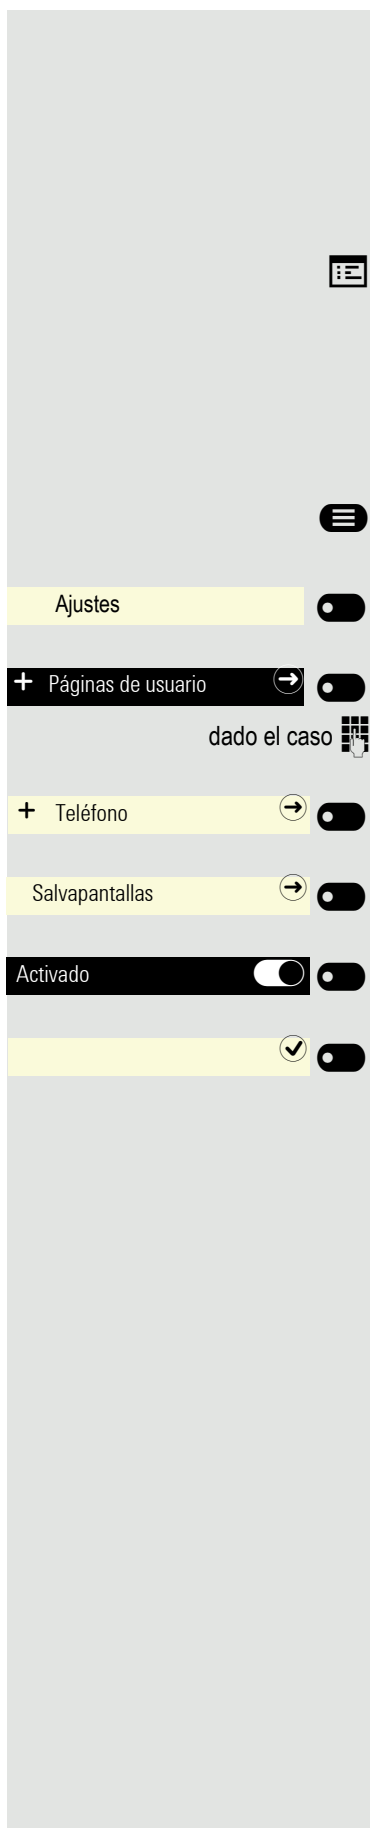 Ajustes
+ Páginas de usuario
dado el caso
+ Teléfono
Salvapantallas
Activado